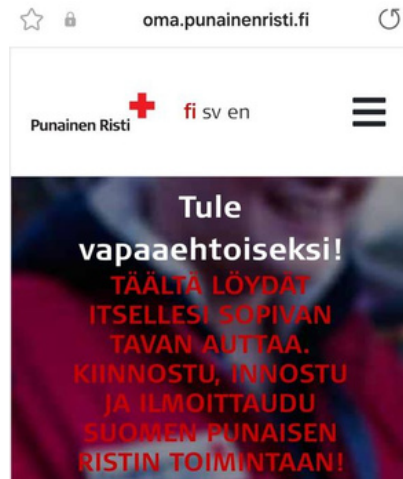 oma.punainenristi.fi
Punainen Risti
fi sv en
Tule
vapaaehtoiseksi!
TÄÄLTÄ LÖYDÄT
ITSELLESI SOPIVAN
TAVAN AUTTAA.
KIINNOSTU, INNOSTU
JA ILMOITTAUDU
SUOMEN PUNAISEN
RISTIN TOIMINTAAN!